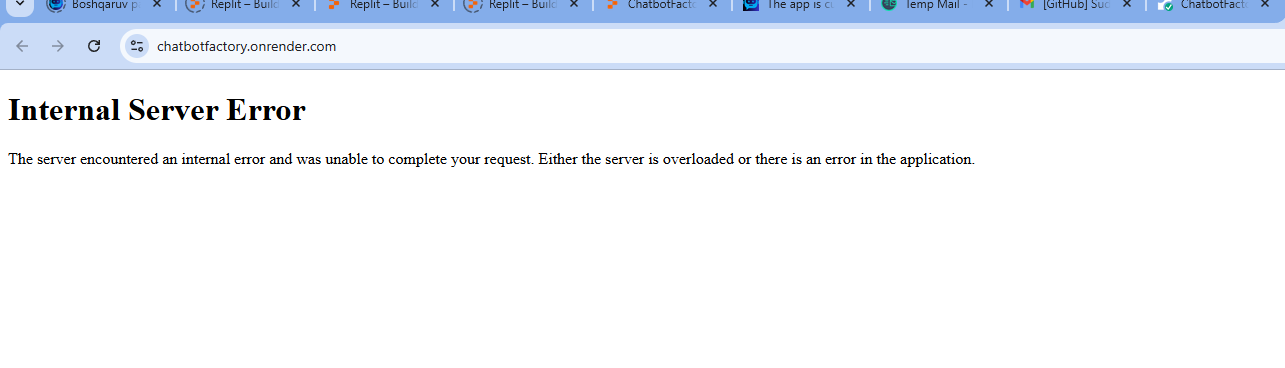 Boshqaruv p Replit – Build Replit – Build Replit – Build ChatbotFact The app is cu Temp Mail - [GitHub] Sud ChatbotFact
chatbotfactory.onrender.com
Internal Server Error
The server encountered an internal error and was unable to complete your request. Either the server is overloaded or there is an error in the application.